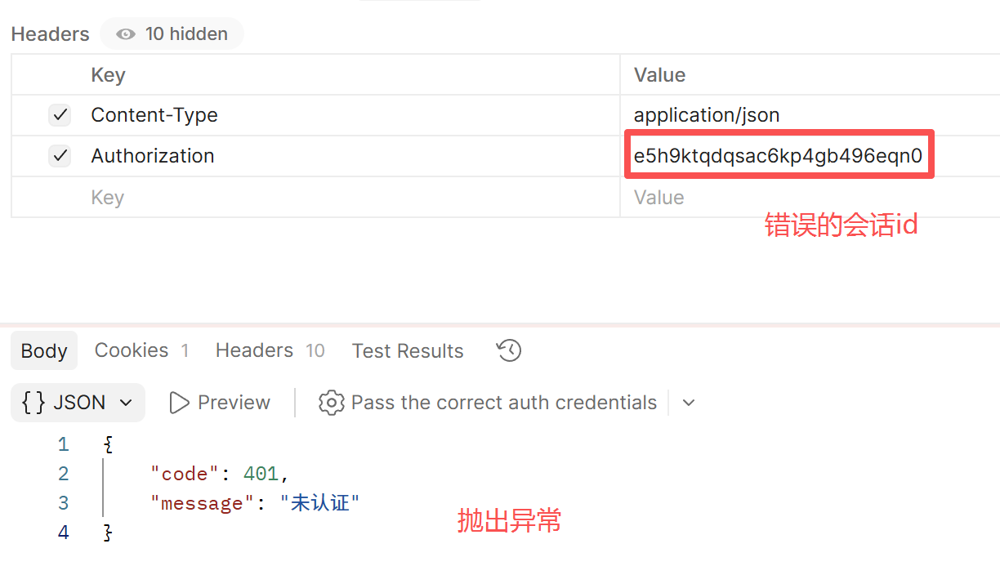 Headers 10 hidden
Key Value
Content-Type application/json
Authorization e5h9ktqdqsac6kp4gb496eqn0
Key Value
错误的会话id
Body Cookies 1 Headers 10 Test Results
{ } JSON Preview Pass the correct auth credentials
1 {
2 "code": 401,
3 "message": "未认证"
抛出异常
4 }